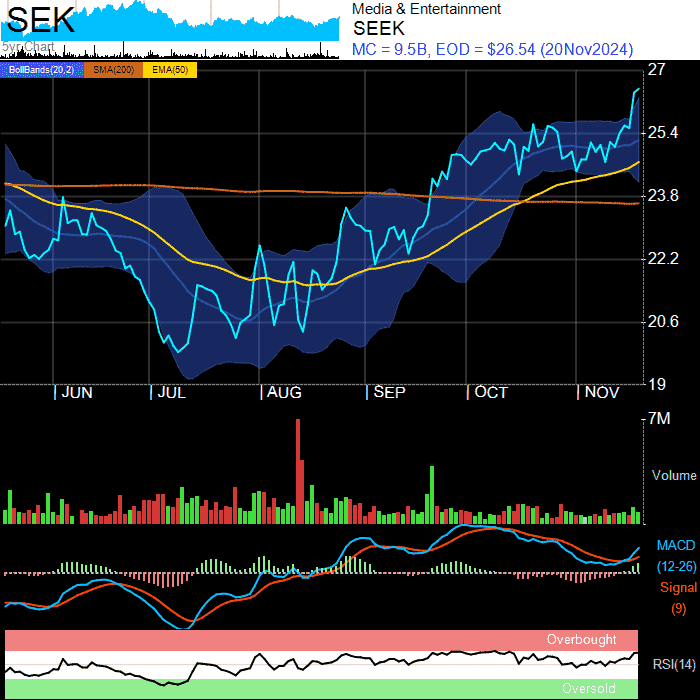 SEK
5yr Chart
Media & Entertainment
SEEK
MC = 9.5B, EOD = $26.54 (20Nov2024)
BollBands(20,2) SMA(200) EMA(50)
27
25.4
23.8
22.2
20.6
19
JUN JUL AUG SEP OCT NOV
7M
Volume
MACD
(12-26)
Signal
(9)
Overbought
RSI(14)
Oversold